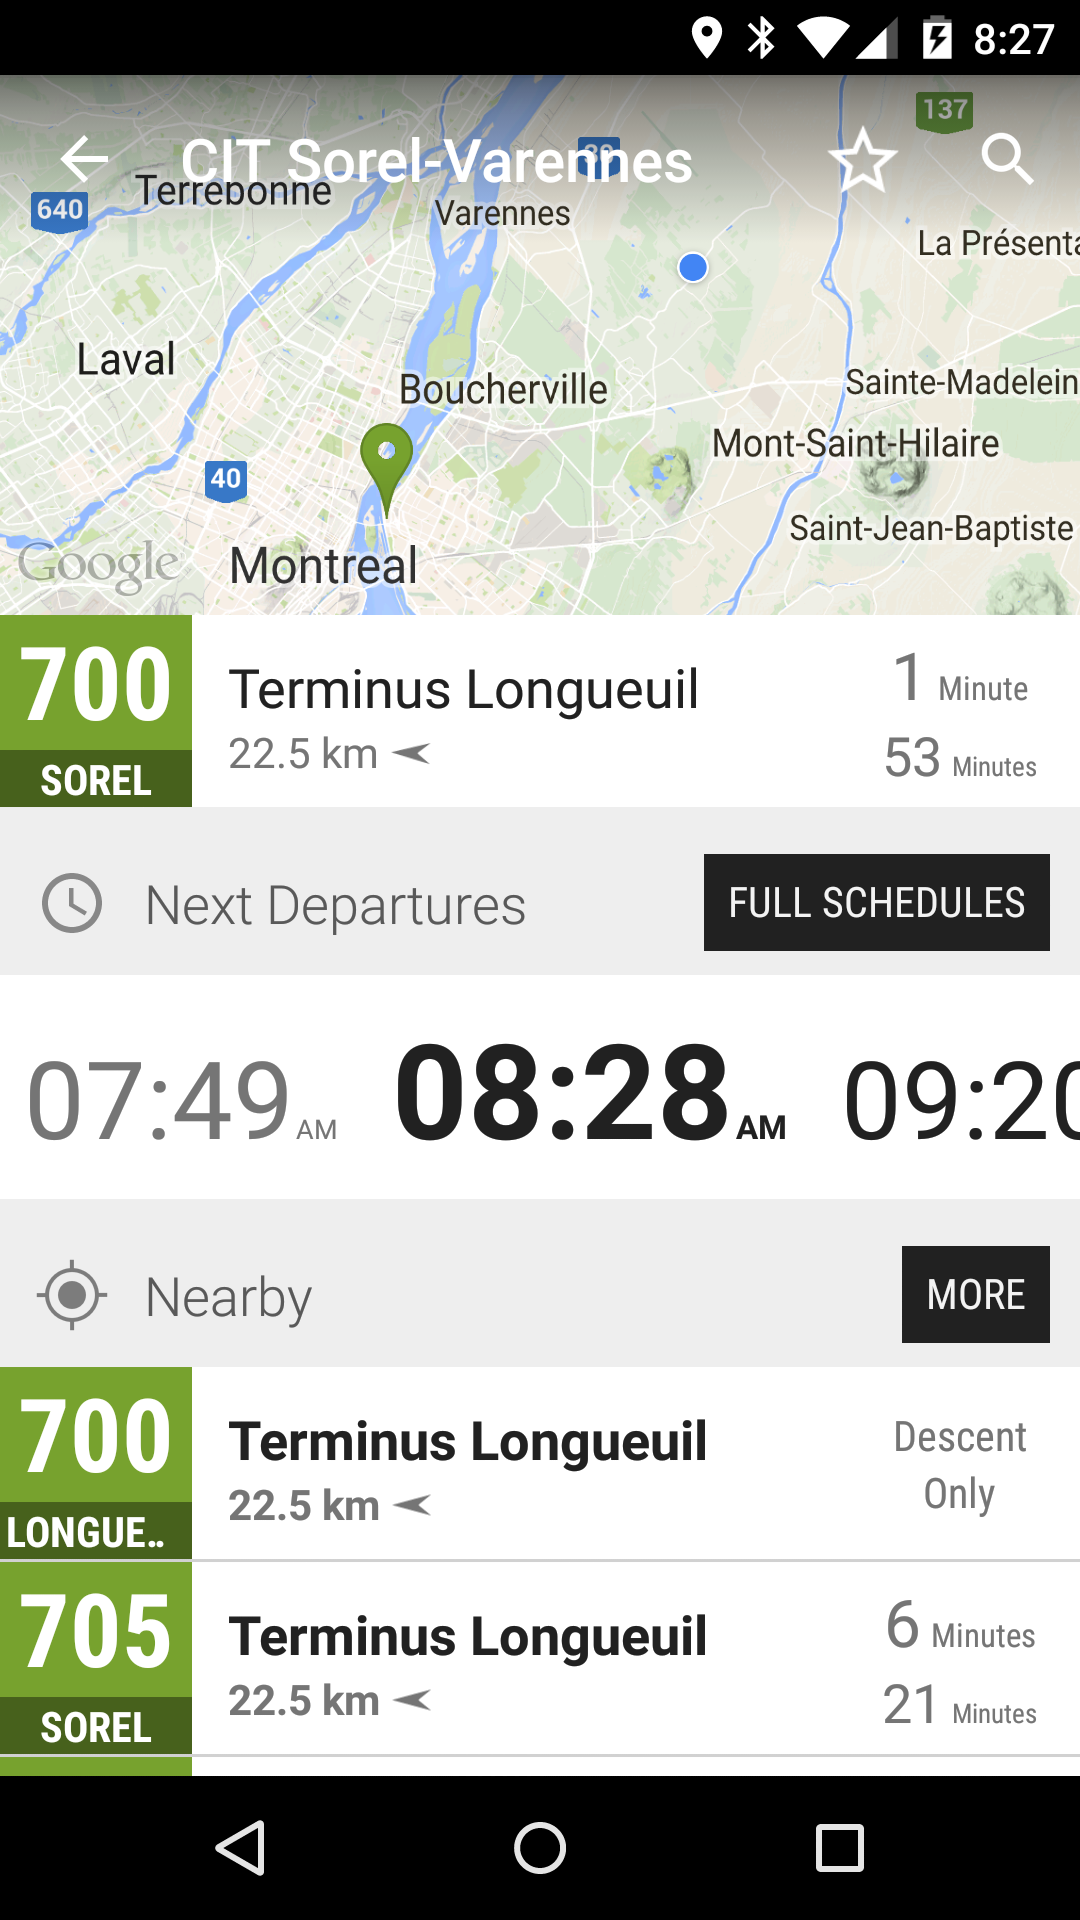 8:27
137
CIT Sorel-Varennes
Terrebonne
640
Varennes
La Présenta
Laval
Boucherville
Sainte-Madelein
Mont-Saint-Hilaire
40
Saint-Jean-Baptiste
Google
Montreal
700
SOREL
Terminus Longueuil
22.5 km
1 Minute
53 Minutes
Next Departures
FULL SCHEDULES
07:49 AM
08:28 AM
09:20
Nearby
MORE
700
LONGUE..
Terminus Longueuil
22.5 km
Descent
Only
705
SOREL
Terminus Longueuil
22.5 km
6 Minutes
21 Minutes